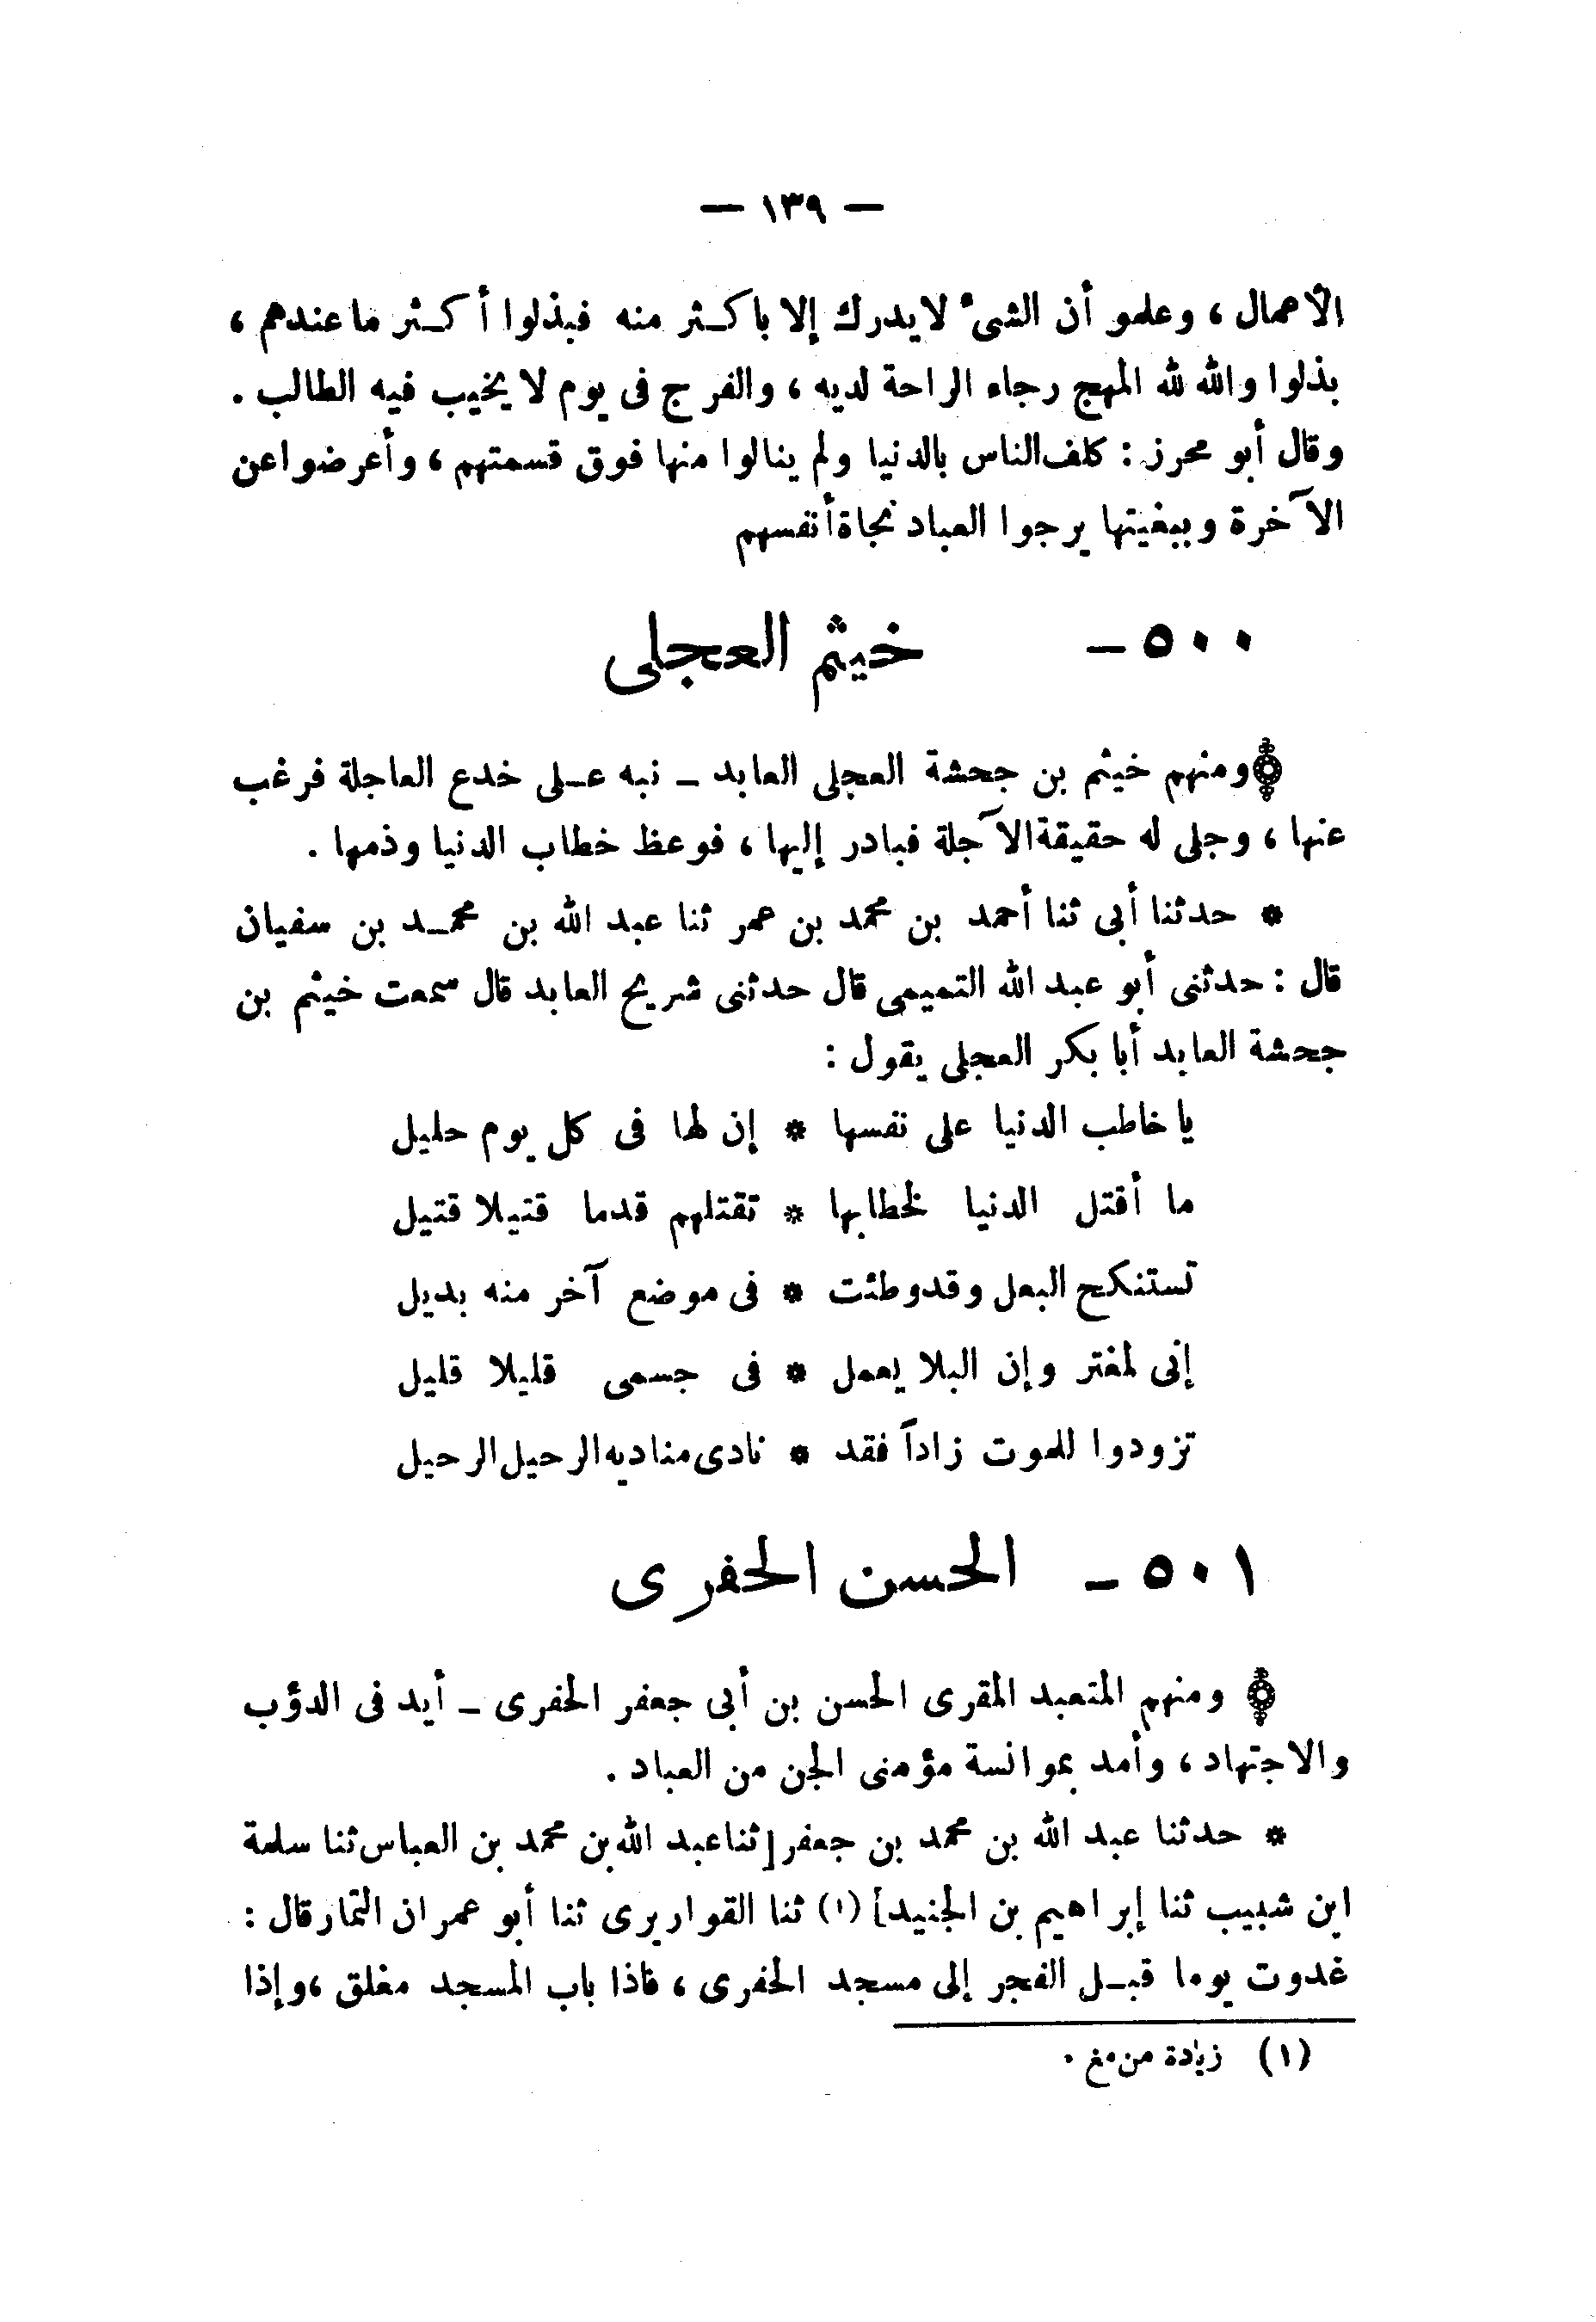 — ١٣٩ —
الأعمال ، وعلمو أن الشىء لا يدرك إلا باكثر منه فبذلوا أكثر ما عندهم ،
بذلوا والله لله المهج رجاء الراحة لديه ، والفرج فى يوم لا يخيب فيه الطالب .
وقال أبو محرز : كلف الناس بالدنيا ولم ينالوا منها فوق قسمتهم ، وأعرضوا عن
الآخرة وببغيتها يرجوا العباد نجاة أنفسهم
٥٠٠ - خيثم العجلى
ومنهم خيثم بن جحشة العجلى العابد - نبه على خدع العاجلة فرغب
عنها ، وجلى له حقيقة الآجلة فبادر إليها ، فوعظ خطاب الدنيا وذمها .
* حدثنا أبى ثنا أحمد بن محمد بن عمر ثنا عبد الله بن محمد بن سفيان
قال : حدثنى أبو عبد الله التميمى قال حدثنى شريح العابد قال سمعت خيثم بن
جحشة العابد أبا بكر العجلى يقول :
يا خاطب الدنيا على نفسها * إن لها فى كل يوم حليل
ما أقتل الدنيا لخطابها * تقتلهم قدما قتيلا قتيل
تستنكح البعل وقد وطئت * فى موضع آخر منه بديل
إنى لمغتر وإن البلا يعمل * فى جسمى قليلا قليل
تزودوا للموت زاداً فقد * نادى مناديه الرحيل الرحيل
٥٠١ - الحسن الحفرى
ومنهم المتعبد المقرى الحسن بن أبى جعفر الحفرى - أيد فى الدؤب
والاجتهاد ، وأمد بموانسة مؤمنى الجن من العباد .
* حدثنا عبد الله بن محمد بن جعفر [ثنا عبد الله بن محمد بن العباس ثنا سلمة
ابن شبيب ثنا إبراهيم بن الجنيد] (١) ثنا القواريرى ثنا أبو عمران التمار قال :
غدوت يوما قبل الفجر إلى مسجد الحفرى ، فاذا باب المسجد مغلق ، وإذا
(١) زيادة من مغ .